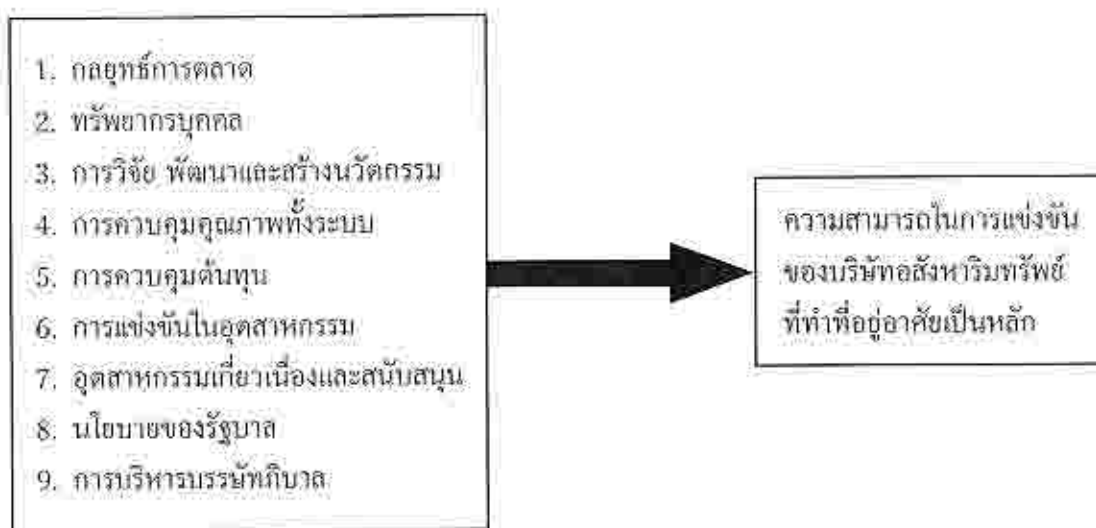 1. กลยุทธ์การตลาด
2. ทรัพยากรบุคคล
3. การวิจัย พัฒนาและสร้างนวัตกรรม
4. การควบคุมคุณภาพทั้งระบบ
5. การควบคุมต้นทุน
6. การแข่งขันในอุตสาหกรรม
7. อุตสาหกรรมเกี่ยวเนื่องและสนับสนุน
8. นโยบายของรัฐบาล
9. การบริหารบรรษัทภิบาล
ความสามารถในการแข่งขัน
ของบริษัทอสังหาริมทรัพย์
ที่ทำที่อยู่อาศัยเป็นหลัก